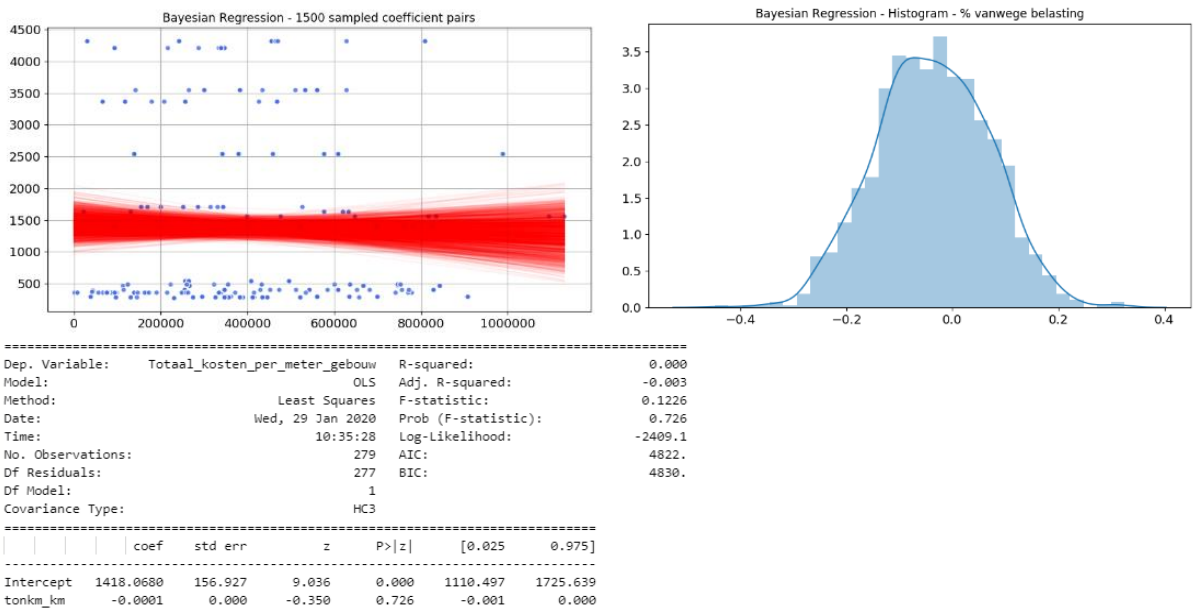 Bayesian Regression - 1500 sampled coefficient pairs
4500
4000
3500
3000
2500
2000
1500
1000
500
0 200000 400000 600000 800000 1000000
Bayesian Regression - Histogram - % vanwege belasting
3.5
3.0
2.5
2.0
1.5
1.0
0.5
0.0
−0.4 −0.2 0.0 0.2 0.4
Dep. Variable: Totaal_kosten_per_meter_gebouw R-squared: 0.000
Model: OLS Adj. R-squared: -0.003
Method: Least Squares F-statistic: 0.1226
Date: Wed, 29 Jan 2020 Prob (F-statistic): 0.726
Time: 10:35:28 Log-Likelihood: -2409.1
No. Observations: 279 AIC: 4822.
Df Residuals: 277 BIC: 4830.
Df Model: 1
Covariance Type: HC3
coef std err z P>|z| [0.025 0.975]
Intercept 1418.0680 156.927 9.036 0.000 1110.497 1725.639
tonkm_km -0.0001 0.000 -0.350 0.726 -0.001 0.000